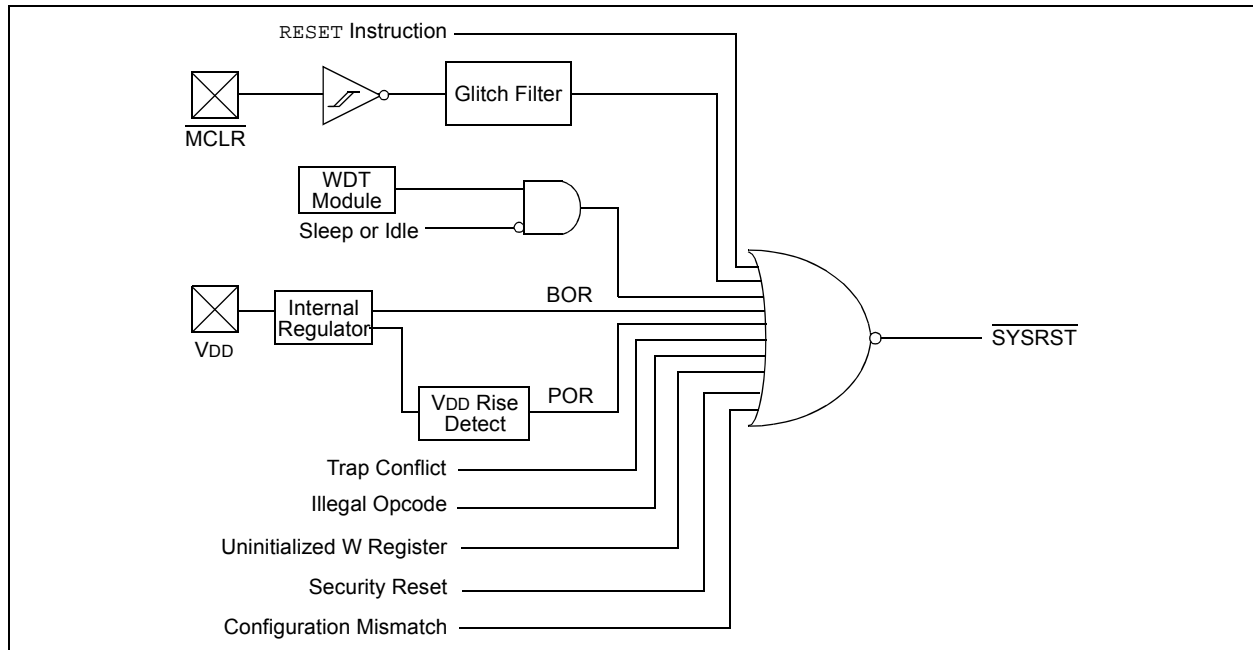 RESET Instruction
Glitch Filter
MCLR
WDT
Module
Sleep or Idle
BOR
Internal
Regulator
VDD
SYSRST
VDD Rise
Detect
POR
Trap Conflict
Illegal Opcode
Uninitialized W Register
Security Reset
Configuration Mismatch